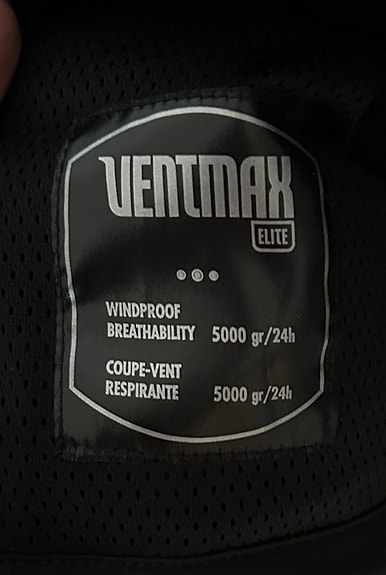 VENTMAX
ELITE
WINDPROOF
BREATHABILITY 5000 gr/24h
COUPE-VENT
RESPIRANTE 5000 gr/24h